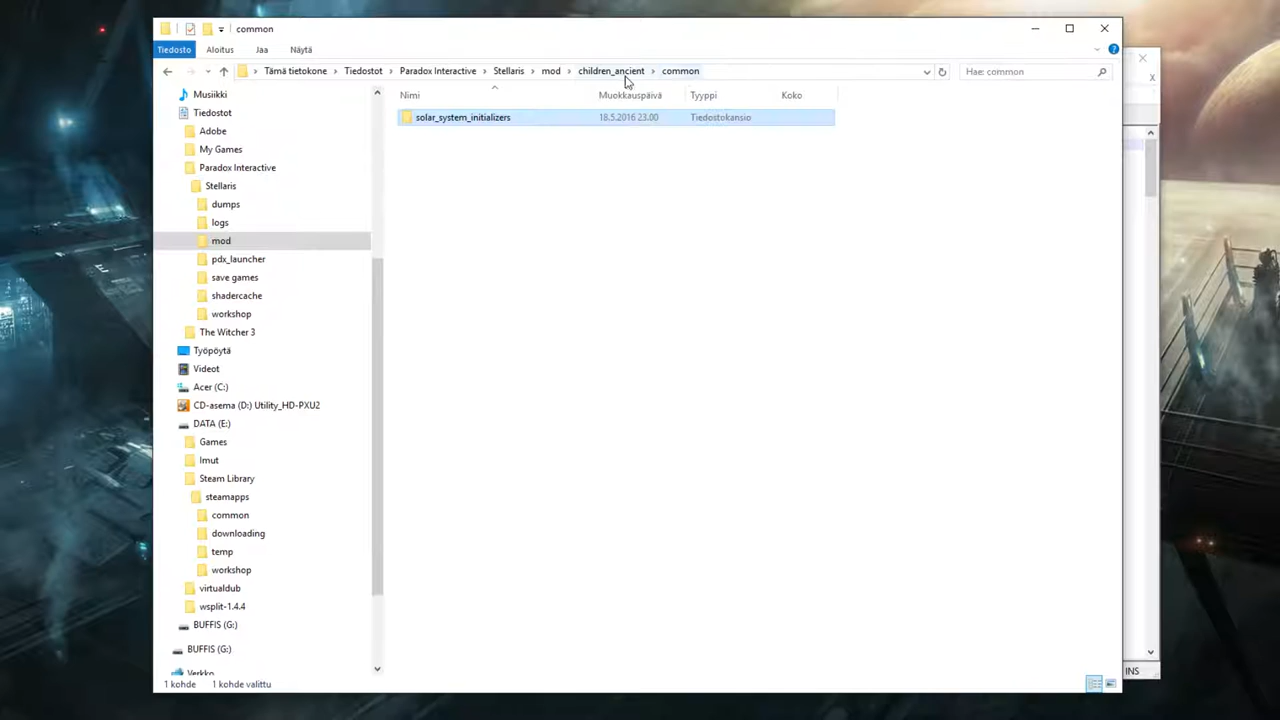 common
Tiedosto Aloitus Jaa Näytä
Tämä tietokone Tiedostot Paradox Interactive Stellaris mod children_ancient common
Hae: common
Nimi Muokkauspäivä Tyyppi Koko
solar_system_initializers 18.5.2016 23.00 Tiedostokansio
Musiikki
Tiedostot
Adobe
My Games
Paradox Interactive
Stellaris
dumps
logs
mod
pdx_launcher
save games
shadercache
workshop
The Witcher 3
Työpöytä
Videot
Acer (C:)
CD-asema (D:) Utility_HD-PXU2
DATA (E:)
Games
Imut
Steam Library
steamapps
common
downloading
temp
workshop
virtualdub
wsplit-1.4.4
BUFFIS (G:)
BUFFIS (G:)
Verkko
1 kohde 1 kohde valittu
INS